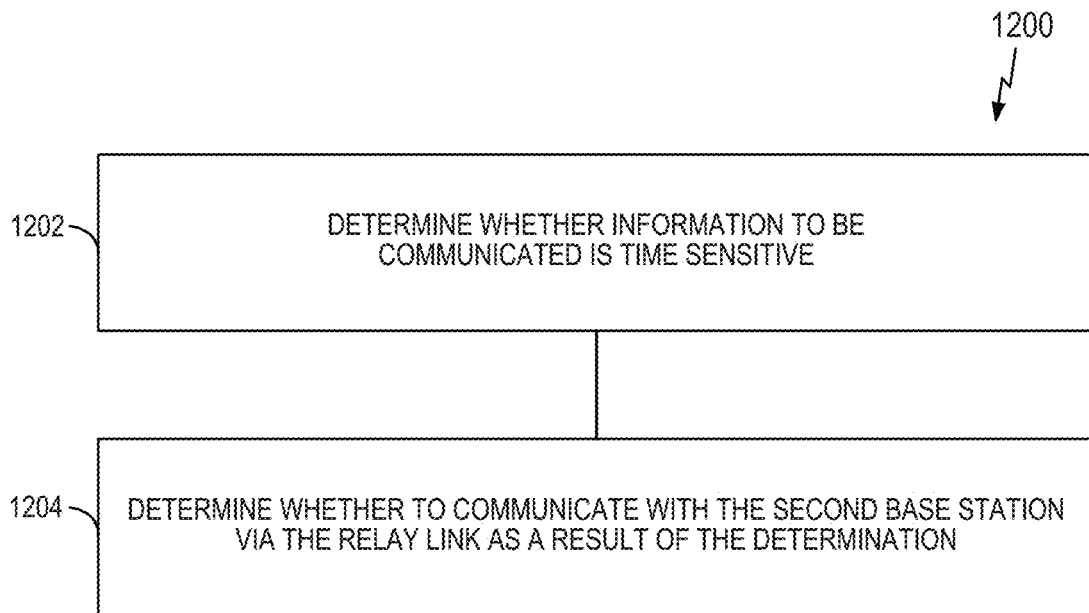 1200
1202
DETERMINE WHETHER INFORMATION TO BE
COMMUNICATED IS TIME SENSITIVE
1204
DETERMINE WHETHER TO COMMUNICATE WITH THE SECOND BASE STATION
VIA THE RELAY LINK AS A RESULT OF THE DETERMINATION